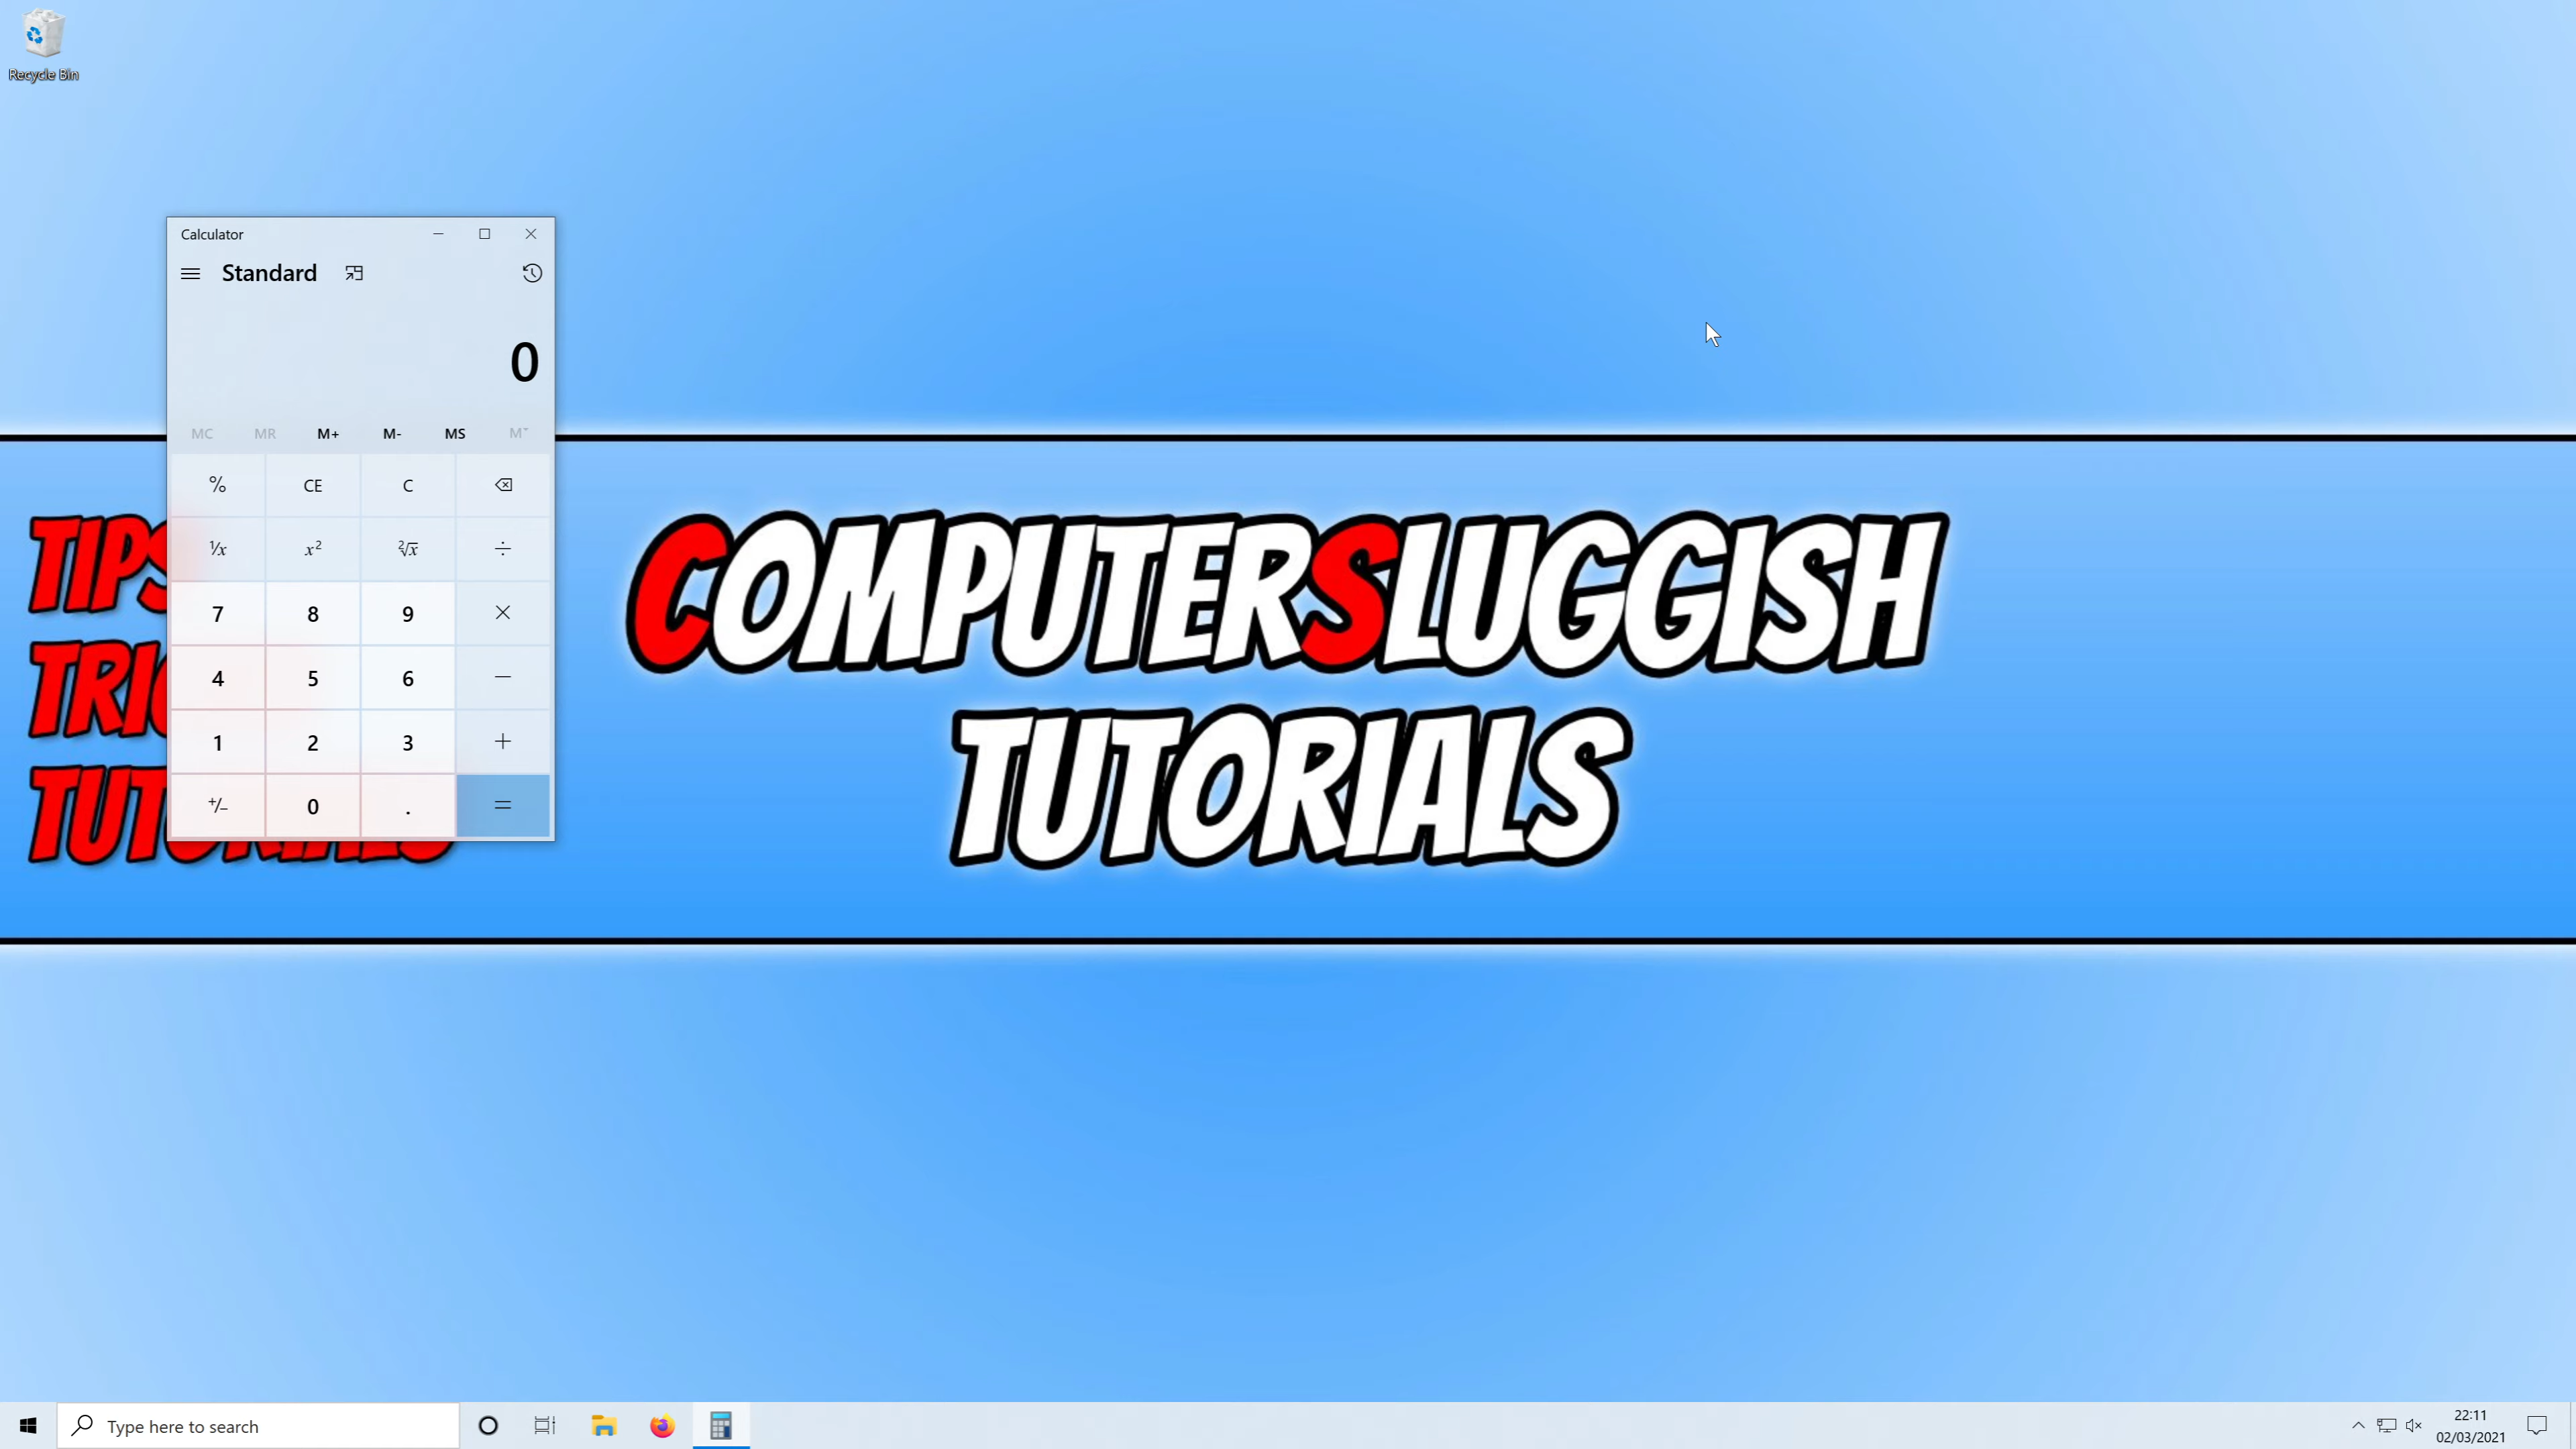 Recycle Bin
Calculator
Standard
0
MC MR M+ M- MS M˅
% CE C
⅟x x² ²√x ÷
7 8 9 ×
4 5 6 −
1 2 3 +
+/− 0 . =
TIPS
TRIC
TUTORIALS
COMPUTERSLUGGISH
TUTORIALS
Type here to search
22:11
02/03/2021